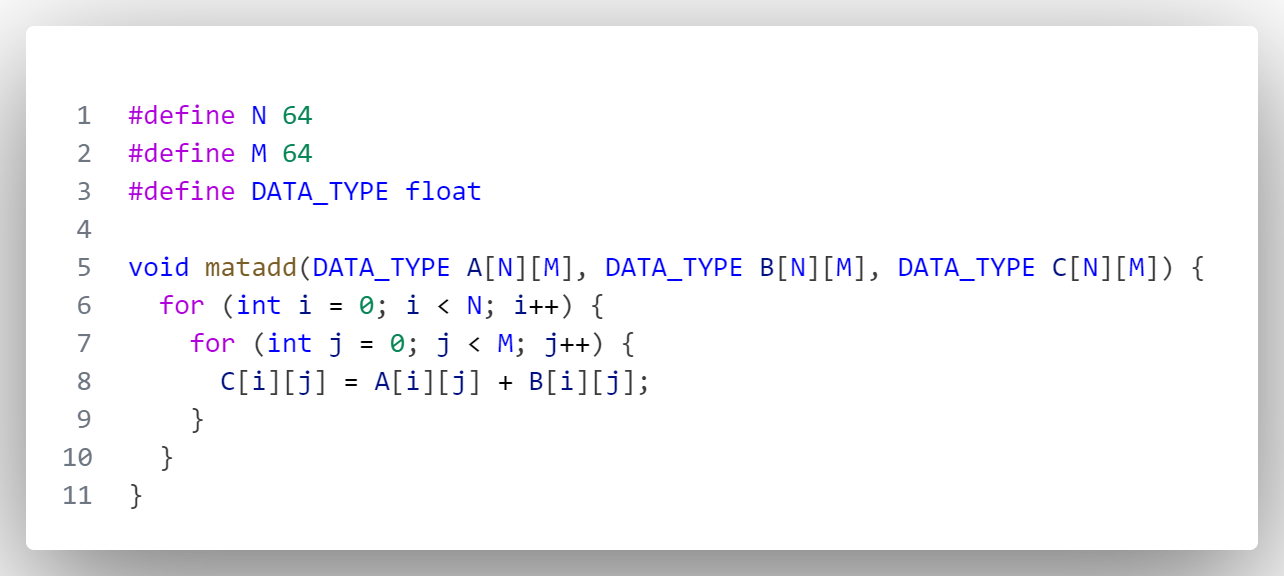 1 #define N 64
2 #define M 64
3 #define DATA_TYPE float
4
5 void matadd(DATA_TYPE A[N][M], DATA_TYPE B[N][M], DATA_TYPE C[N][M]) {
6   for (int i = 0; i < N; i++) {
7     for (int j = 0; j < M; j++) {
8       C[i][j] = A[i][j] + B[i][j];
9     }
10   }
11 }